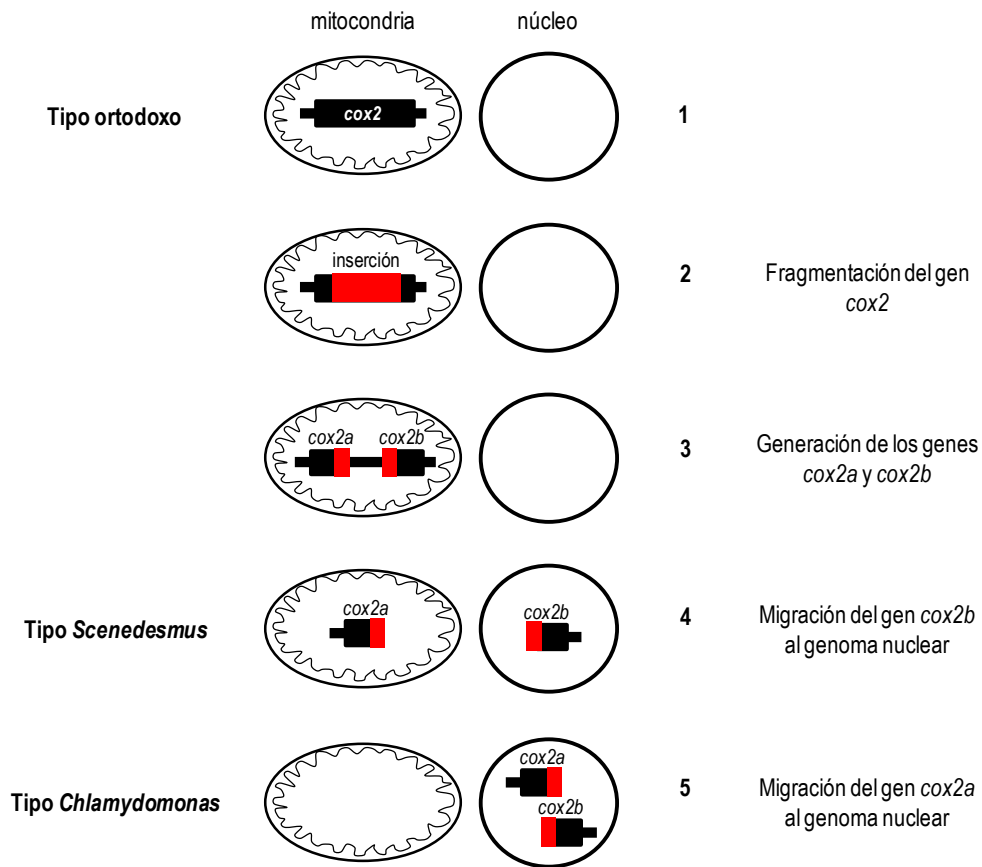 mitocondria núcleo
Tipo ortodoxo
cox2
1
inserción
2
Fragmentación del gen
cox2
cox2a cox2b
3
Generación de los genes
cox2a y cox2b
Tipo Scenedesmus
cox2a
cox2b
4
Migración del gen cox2b
al genoma nuclear
Tipo Chlamydomonas
cox2a
cox2b
5
Migración del gen cox2a
al genoma nuclear